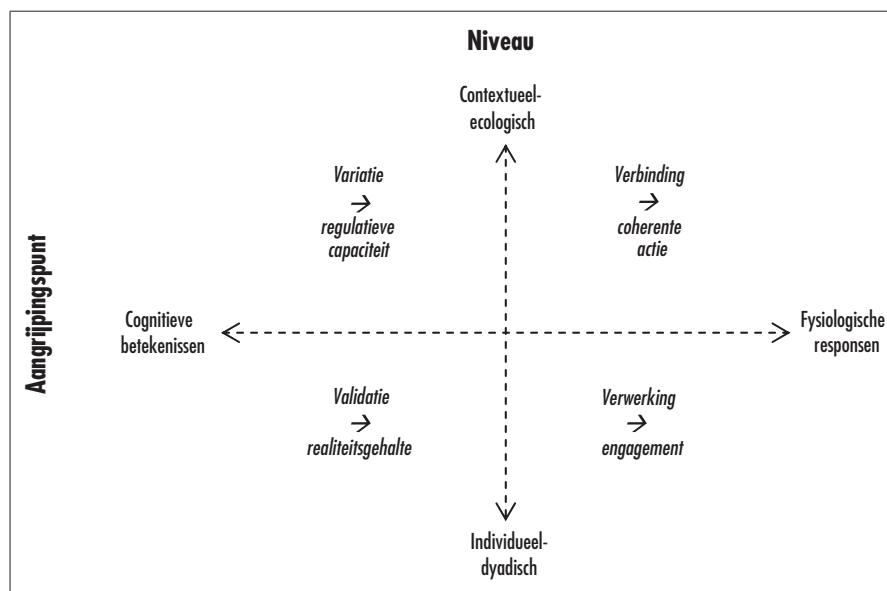 Niveau
Contextueel-
ecologisch
Variatie
→
regulatieve
capaciteit
Verbinding
→
coherente
actie
Aangrijpingspunt
Cognitieve
betekenissen
Fysiologische
responsen
Validatie
→
realiteitsgehalte
Verwerking
→
engagement
Individueel-
dyadisch